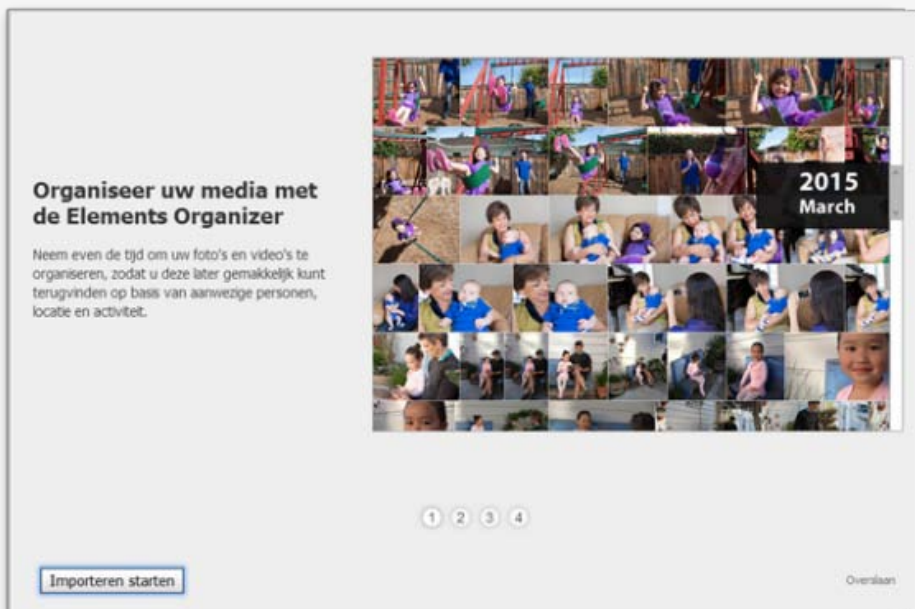 2015
March
Organiseer uw media met
de Elements Organizer
Neem even de tijd om uw foto's en video's te
organiseren, zodat u deze later gemakkelijk kunt
terugvinden op basis van aanwezige personen,
locatie en activiteit.
1 2 3 4
Importeren starten
Overslaan